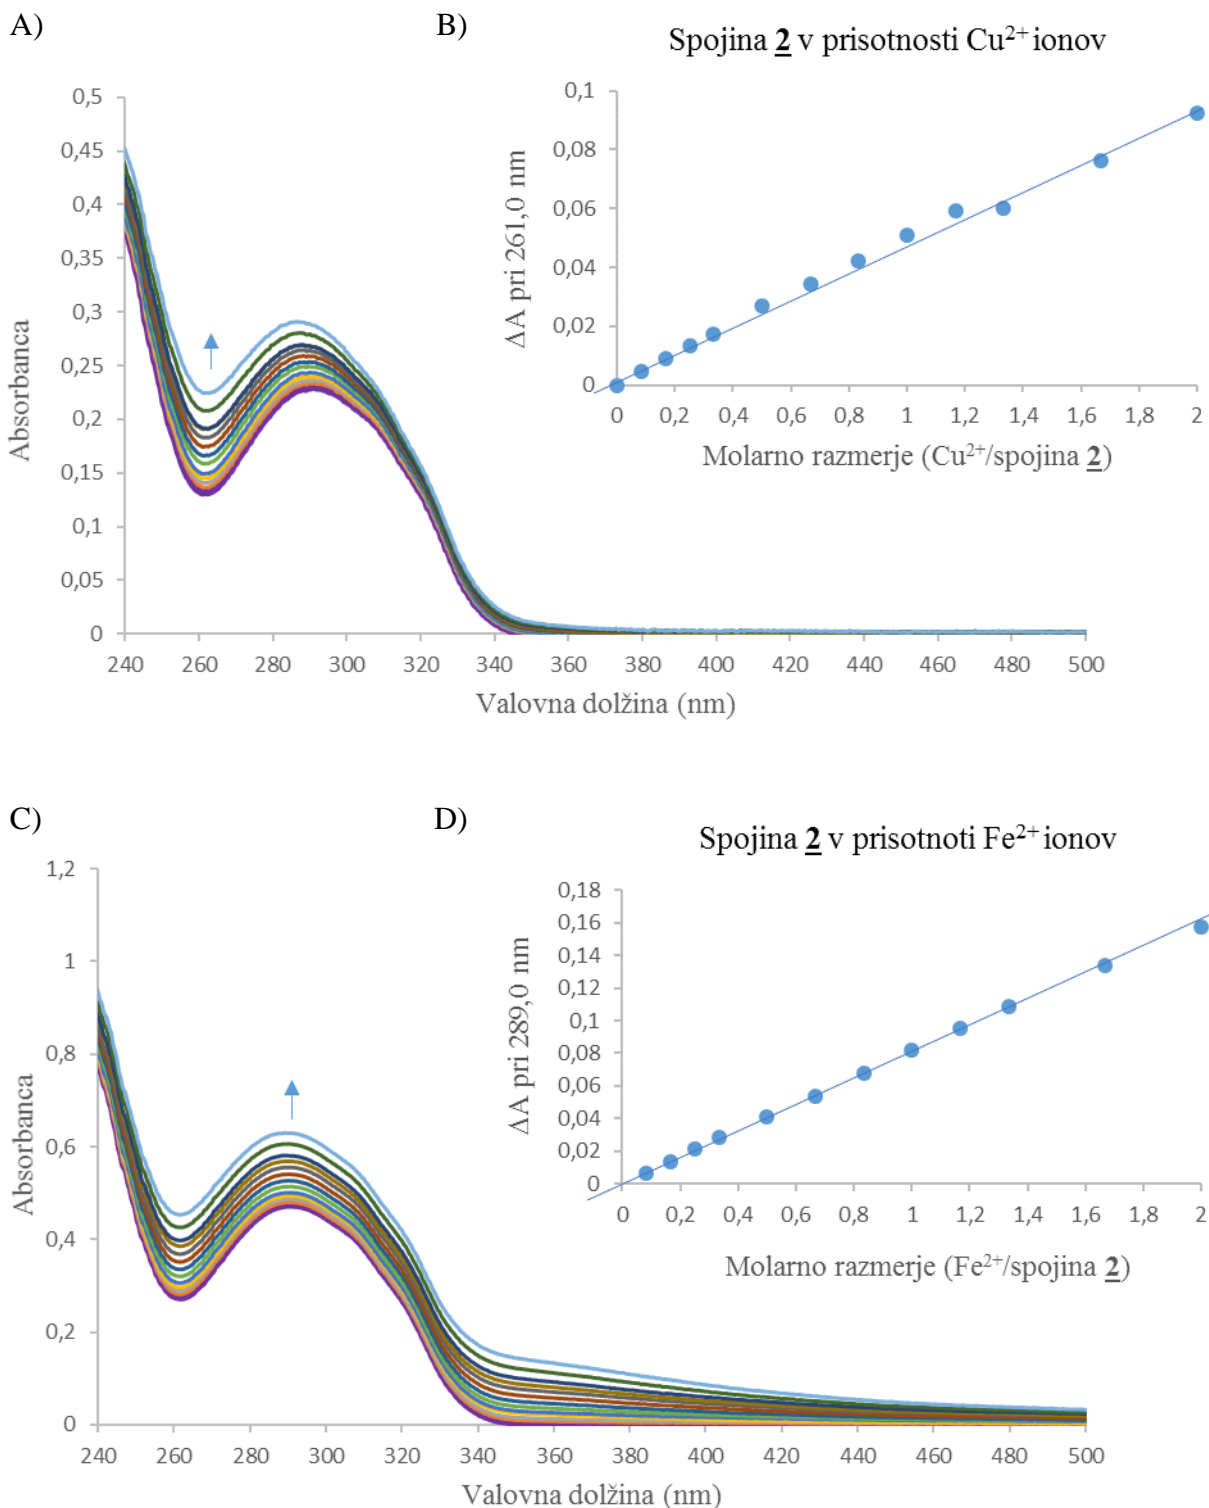 A)
B)
Spojina 2 v prisotnosti Cu²⁺ ionov
0,5
0,45
0,4
0,35
0,3
0,25
0,2
0,15
0,1
0,05
0
Absorbanca
240 260 280 300 320 340 360 380 400 420 440 460 480 500
Valovna dolžina (nm)
0,1
0,08
0,06
0,04
0,02
0
ΔA pri 261,0 nm
0 0,2 0,4 0,6 0,8 1 1,2 1,4 1,6 1,8 2
Molarno razmerje (Cu²⁺/spojina 2)
C)
D)
Spojina 2 v prisotnoti Fe²⁺ ionov
1,2
1
0,8
0,6
0,4
0,2
0
Absorbanca
240 260 280 300 320 340 360 380 400 420 440 460 480 500
Valovna dolžina (nm)
0,18
0,16
0,14
0,12
0,1
0,08
0,06
0,04
0,02
0
ΔA pri 289,0 nm
0 0,2 0,4 0,6 0,8 1 1,2 1,4 1,6 1,8 2
Molarno razmerje (Fe²⁺/spojina 2)